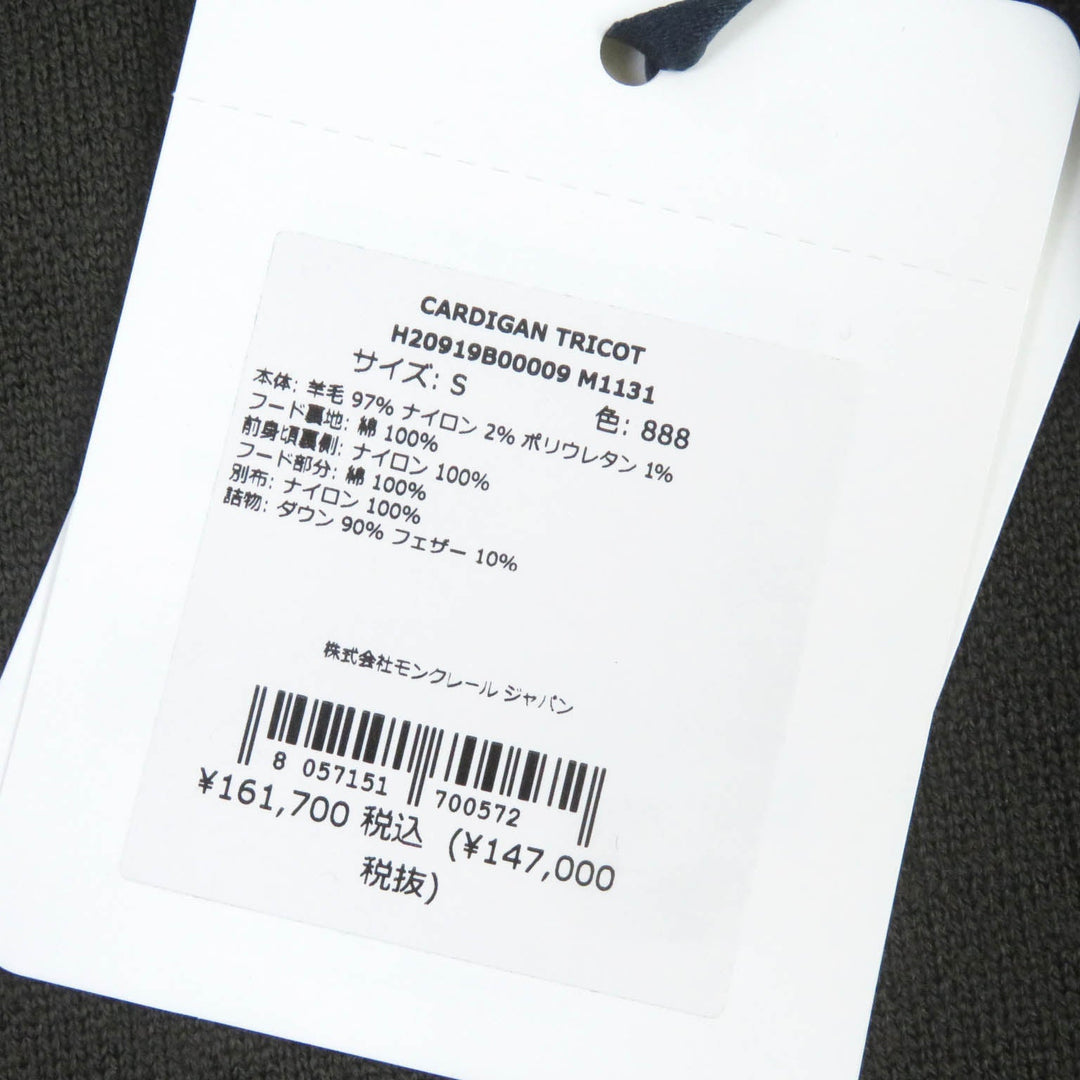 CARDIGAN TRICOT
H20919B00009 M1131
サイズ: S 色: 888
本体: 羊毛 97% ナイロン 2% ポリウレタン 1%
フード裏地: 綿 100%
前身頃裏側: ナイロン 100%
フード部分: 綿 100%
別布: ナイロン 100%
詰物: ダウン 90% フェザー 10%
株式会社モンクレール ジャパン
8 057151 700572
¥161,700 税込 (¥147,000
税抜)